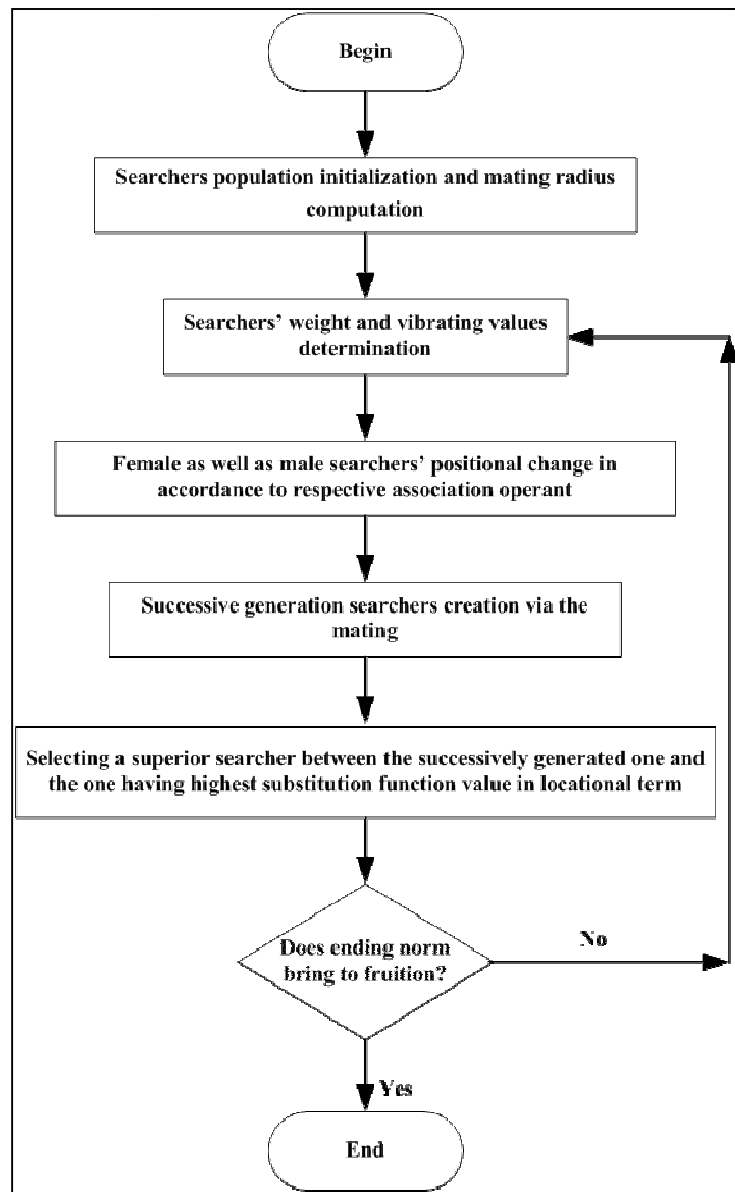 Begin
Searchers population initialization and mating radius
computation
Searchers' weight and vibrating values
determination
Female as well as male searchers' positional change in
accordance to respective association operant
Successive generation searchers creation via the
mating
Selecting a superior searcher between the successively generated one and
the one having highest substitution function value in locational term
Does ending norm
bring to fruition?
No
Yes
End